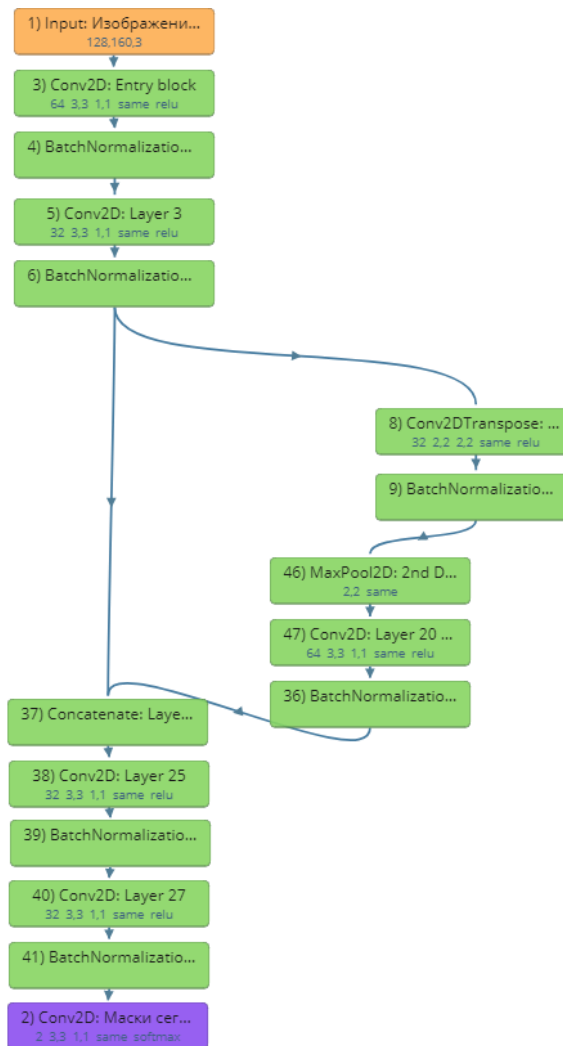 1) Input: Изображени...
128,160,3
3) Conv2D: Entry block
64 3,3 1,1 same relu
4) BatchNormalizatio...
5) Conv2D: Layer 3
32 3,3 1,1 same relu
6) BatchNormalizatio...
8) Conv2DTranspose: ...
32 2,2 2,2 same relu
9) BatchNormalizatio...
46) MaxPool2D: 2nd D...
2,2 same
47) Conv2D: Layer 20 ...
64 3,3 1,1 same relu
36) BatchNormalizatio...
37) Concatenate: Laye...
38) Conv2D: Layer 25
32 3,3 1,1 same relu
39) BatchNormalizatio...
40) Conv2D: Layer 27
32 3,3 1,1 same relu
41) BatchNormalizatio...
2) Conv2D: Маски сег...
2 3,3 1,1 same softmax